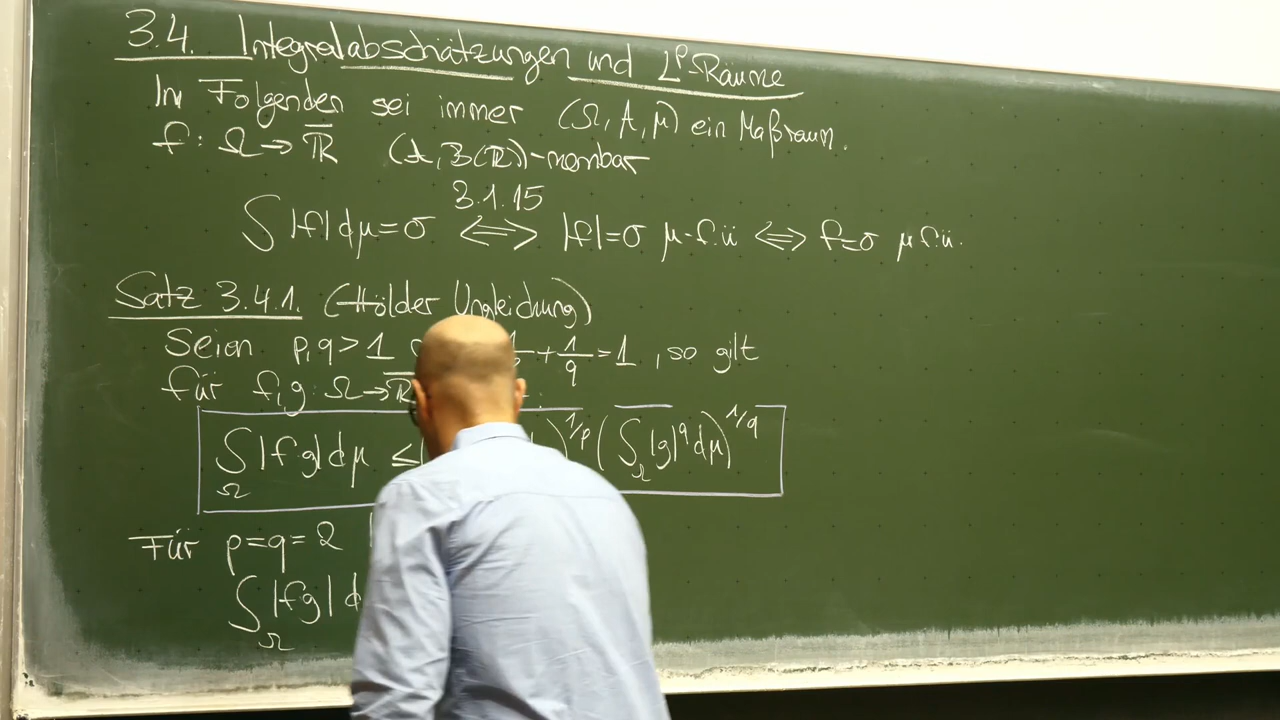 3.4. Integralabschätzungen und L^p-Räume
Im Folgenden sei immer (Ω, A, μ) ein Maßraum.
f: Ω → ℝ̅ (A, B(ℝ̅))-messbar
3.1.15
∫ |f| dμ = 0 ⟺ |f| = 0 μ-f.ü ⟺ f = 0 μ f.ü.
Satz 3.4.1. (Hölder Ungleichung)
Seien p, q > 1 + 1/q = 1, so gilt
für f, g: Ω → ℝ̅
∫_Ω |f g| dμ ≤ )^{1/p} (∫_Ω |g|^q dμ)^{1/q}
Für p = q = 2
∫_Ω |f g| d